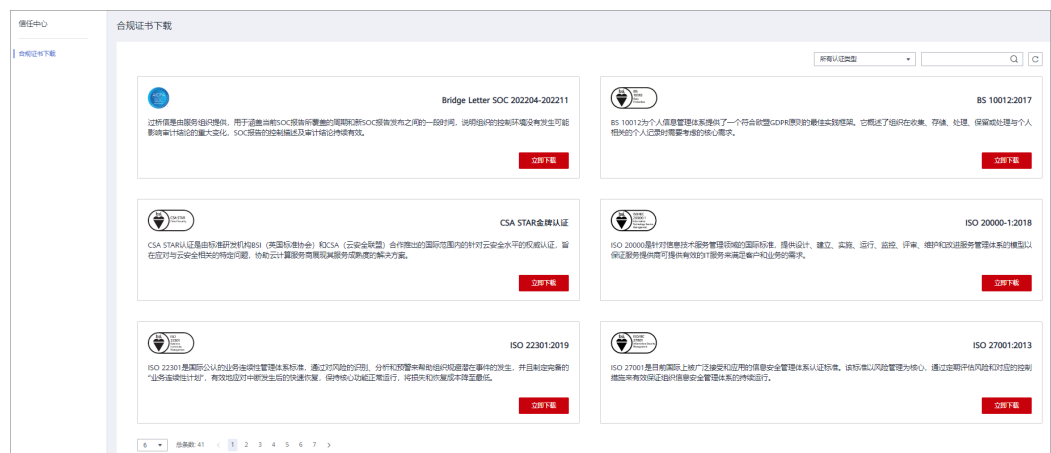 信任中心
合规证书下载
合规证书下载
所有认证类型
Bridge Letter SOC 202204-202211
过桥信是由服务组织提供，用于涵盖当前SOC报告所覆盖的周期和新SOC报告发布之间的一段时间，说明组织的控制环境没有发生可能
影响审计结论的重大变化，SOC报告的控制描述及审计结论持续有效。
立即下载
BS 10012:2017
BS 10012为个人信息管理体系提供了一个符合欧盟GDPR原则的最佳实践框架。它概述了组织在收集、存储、处理、保留或处理与个人
相关的个人记录时需要考虑的核心需求。
立即下载
CSA STAR金牌认证
CSA STAR认证是由标准研发机构BSI（英国标准协会）和CSA（云安全联盟）合作推出的国际范围内的针对云安全水平的权威认证，旨
在应对与云安全相关的特定问题，协助云计算服务商展现其服务成熟度的解决方案。
立即下载
ISO 20000-1:2018
ISO 20000是针对信息技术服务管理领域的国际标准，提供设计、建立、实施、运行、监控、评审、维护和改进服务管理体系的模型以
保证服务提供商可提供有效的IT服务来满足客户和业务的需求。
立即下载
ISO 22301:2019
ISO 22301是国际公认的业务连续性管理体系标准，通过对风险的识别、分析和预警来帮助组织规避潜在事件的发生，并且制定完善的
“业务连续性计划”，有效地应对中断发生后的快速恢复，保持核心功能正常运行，将损失和恢复成本降至最低。
立即下载
ISO 27001:2013
ISO 27001是目前国际上被广泛接受和应用的信息安全管理体系认证标准。该标准以风险管理为核心，通过定期评估风险和对应的控制
措施来有效保证组织信息安全管理体系的持续运行。
立即下载
6 总条数: 41 1 2 3 4 5 6 7